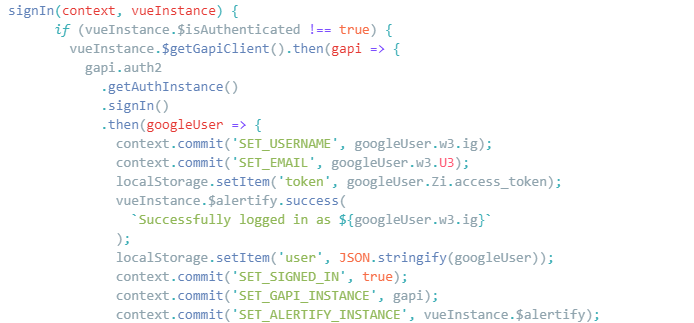 signIn(context, vueInstance) {
if (vueInstance.$isAuthenticated !== true) {
vueInstance.$getGapiClient().then(gapi => {
gapi.auth2
.getAuthInstance()
.signIn()
.then(googleUser => {
context.commit('SET_USERNAME', googleUser.w3.ig);
context.commit('SET_EMAIL', googleUser.w3.U3);
localStorage.setItem('token', googleUser.Zi.access_token);
vueInstance.$alertify.success(
`Successfully logged in as ${googleUser.w3.ig}`
);
localStorage.setItem('user', JSON.stringify(googleUser));
context.commit('SET_SIGNED_IN', true);
context.commit('SET_GAPI_INSTANCE', gapi);
context.commit('SET_ALERTIFY_INSTANCE', vueInstance.$alertify);